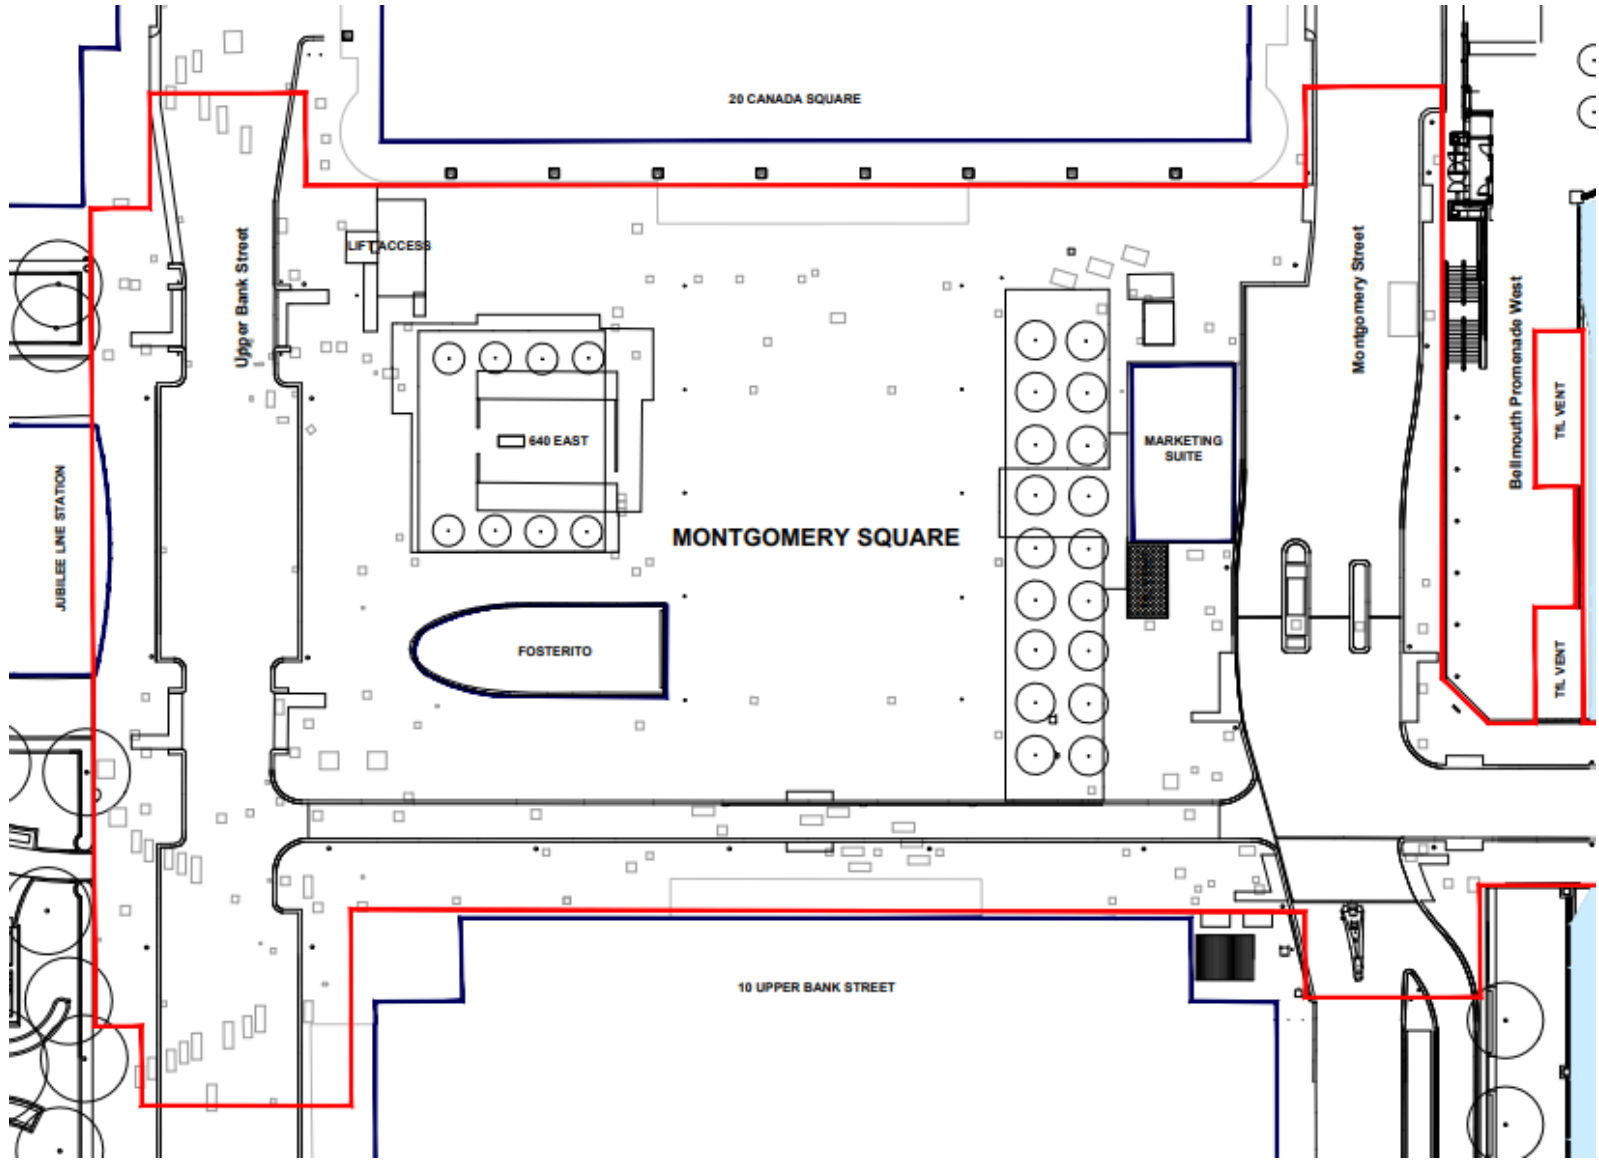 20 CANADA SQUARE
LIFT ACCESS
Upper Bank Street
Montgomery Street
Bellmouth Promenade West
TfL VENT
640 EAST
MARKETING
SUITE
JUBILEE LINE STATION
MONTGOMERY SQUARE
FOSTERITO
TfL VENT
10 UPPER BANK STREET